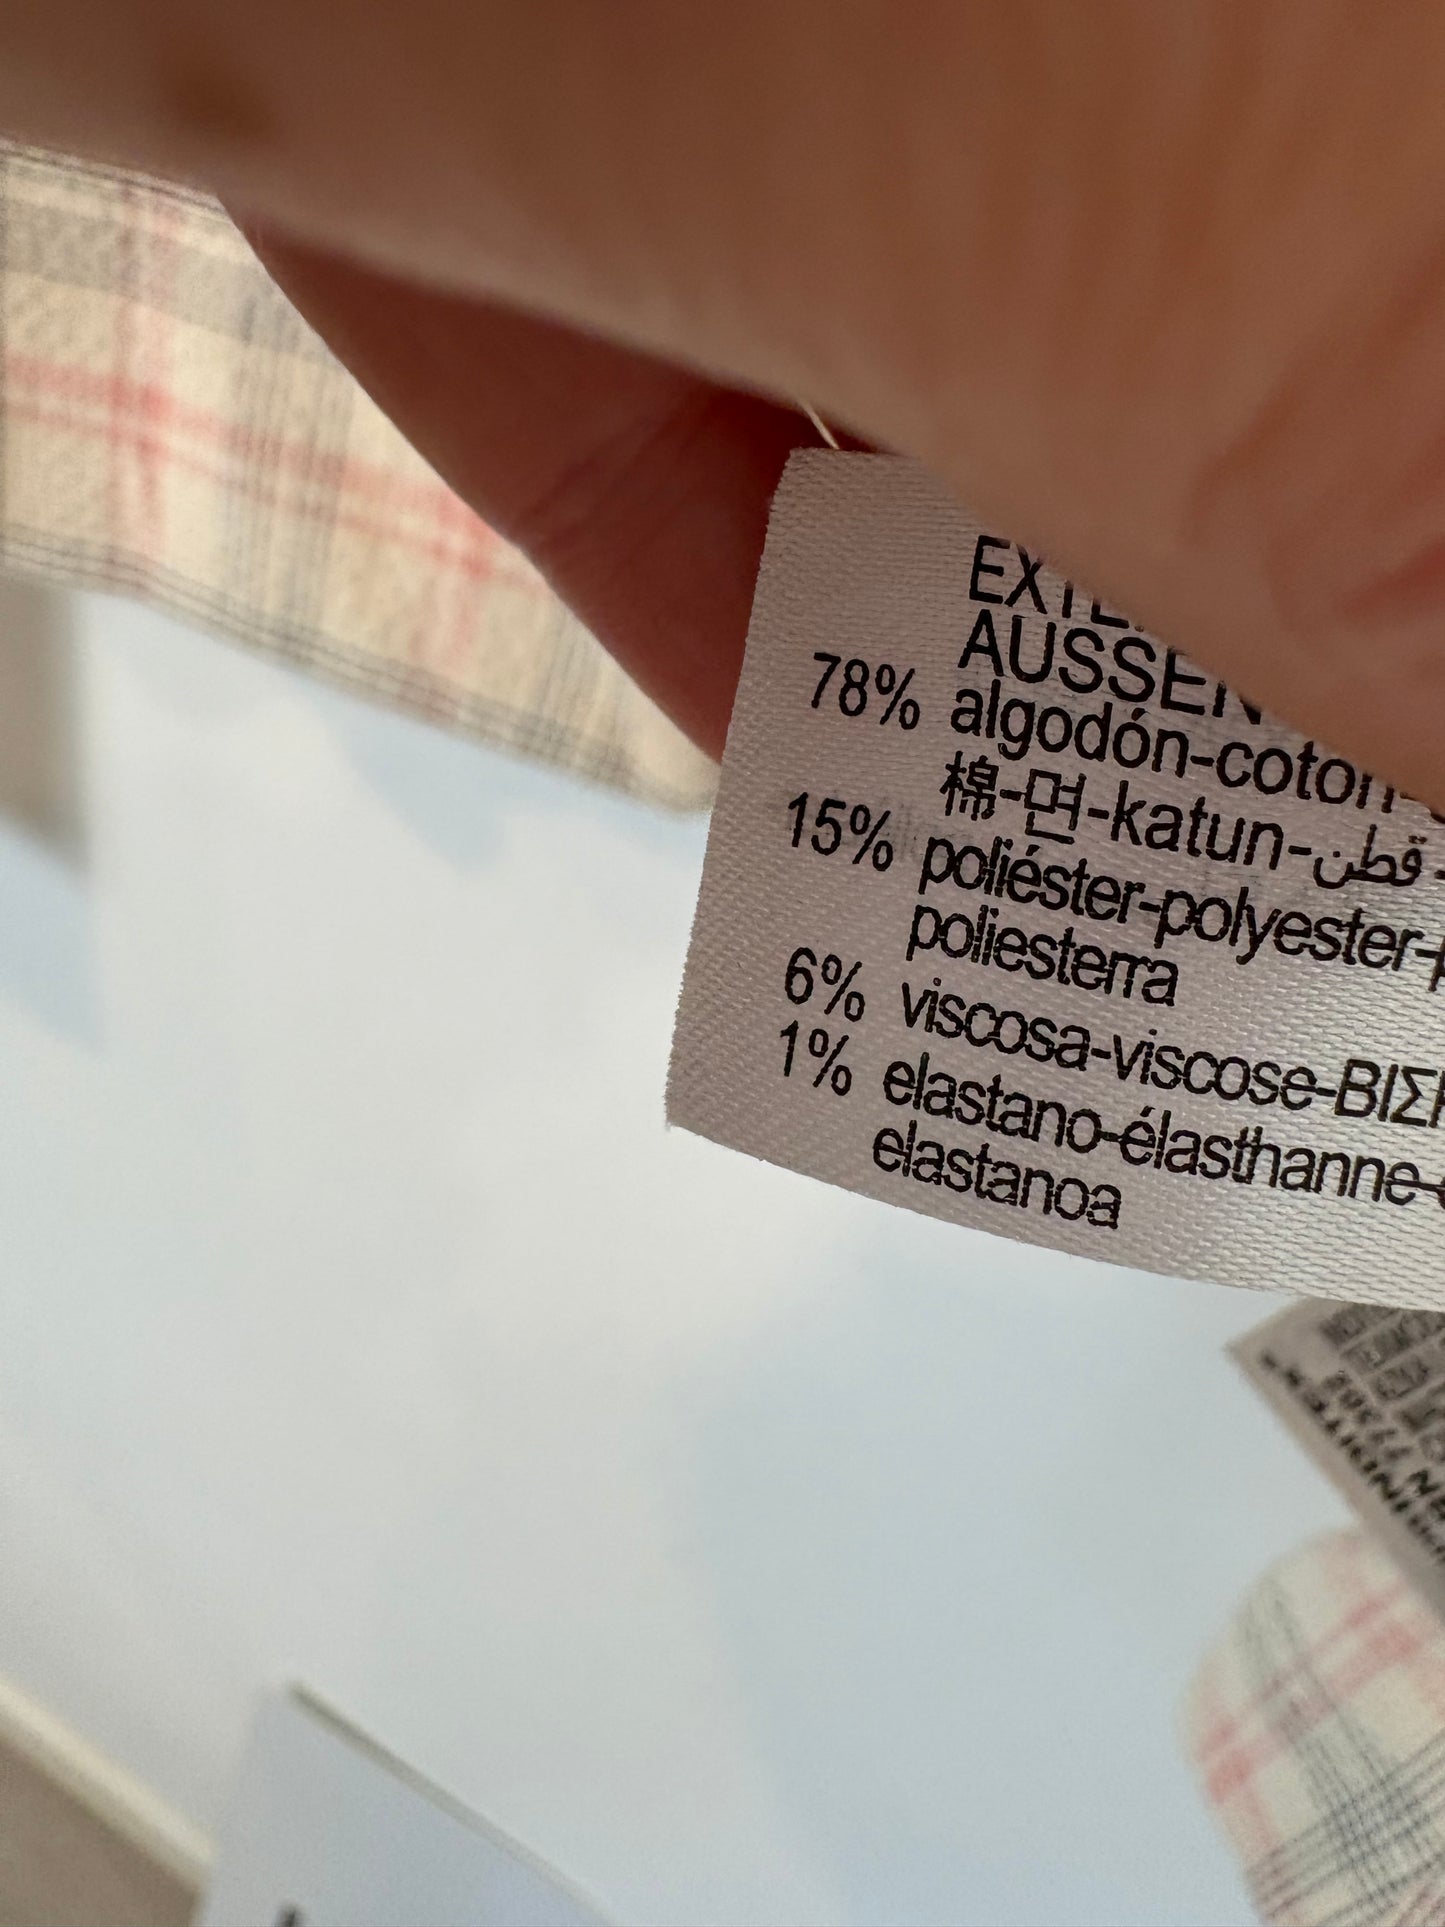 AUSSEN
78% algodón-coton-
棉-면-katun-قطن-
15% poliéster-polyester-
poliesterra
6% viscosa-viscose-ΒΙΣ
1% elastano-élasthanne-
elastanoa